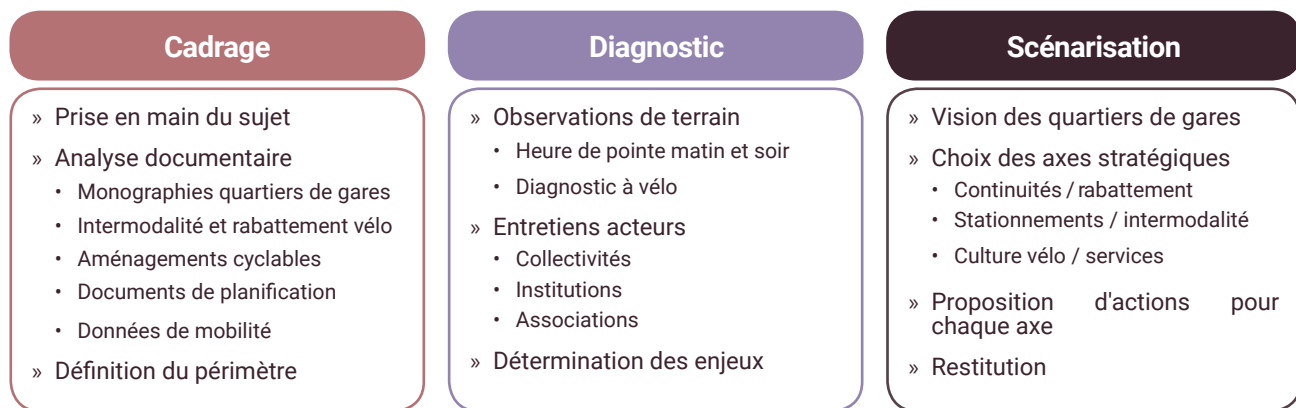 Cadrage
» Prise en main du sujet
» Analyse documentaire
• Monographies quartiers de gares
• Intermodalité et rabattement vélo
• Aménagements cyclables
• Documents de planification
• Données de mobilité
» Définition du périmètre
Diagnostic
» Observations de terrain
• Heure de pointe matin et soir
• Diagnostic à vélo
» Entretiens acteurs
• Collectivités
• Institutions
• Associations
» Détermination des enjeux
Scénarisation
» Vision des quartiers de gares
» Choix des axes stratégiques
• Continuités / rabattement
• Stationnements / intermodalité
• Culture vélo / services
» Proposition d'actions pour
chaque axe
» Restitution